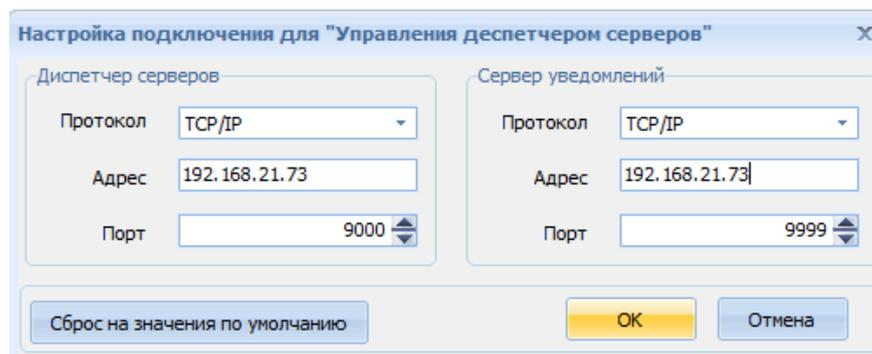 Настройка подключения для "Управления деспетчером серверов" X
Диспетчер серверов
Протокол TCP/IP
Адрес 192.168.21.73
Порт 9000
Сервер уведомлений
Протокол TCP/IP
Адрес 192.168.21.73
Порт 9999
Сброс на значения по умолчанию ОК Отмена